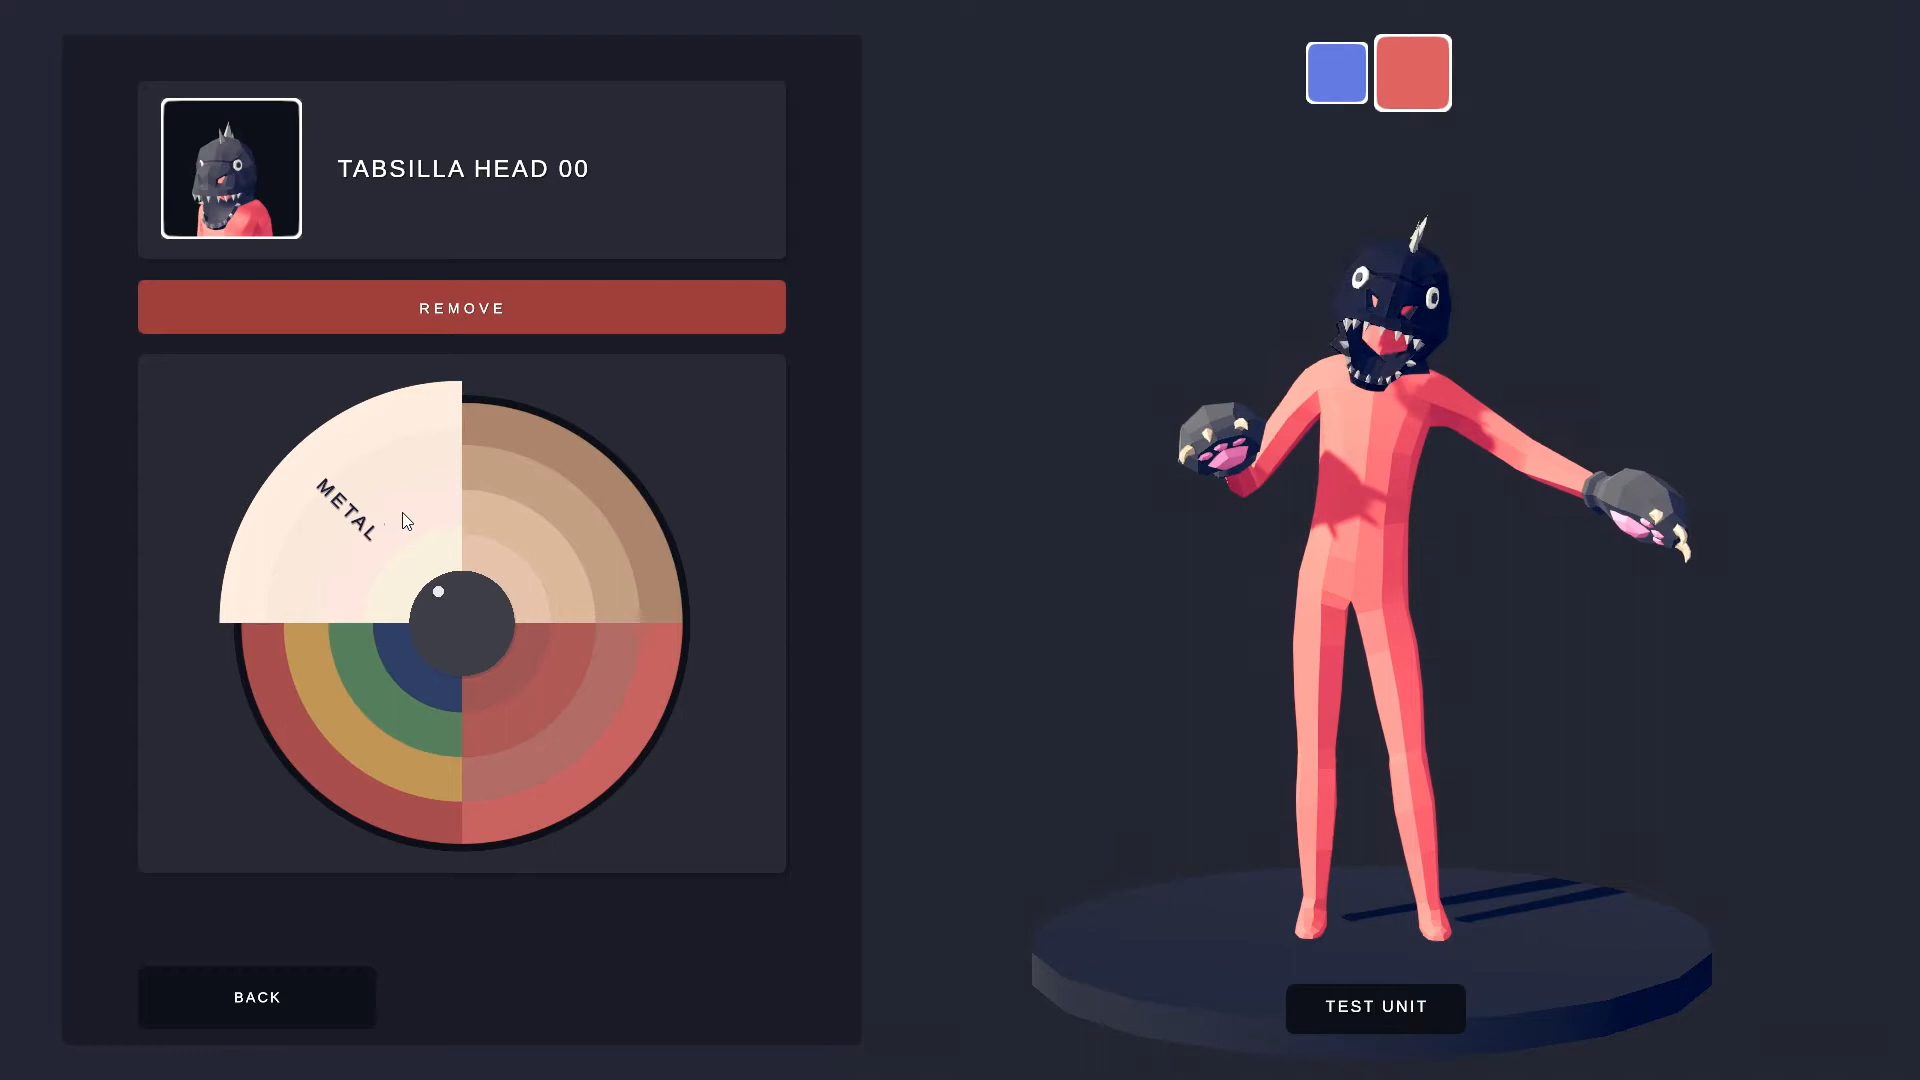 TABSILLA HEAD 00
REMOVE
METAL
BACK
TEST UNIT